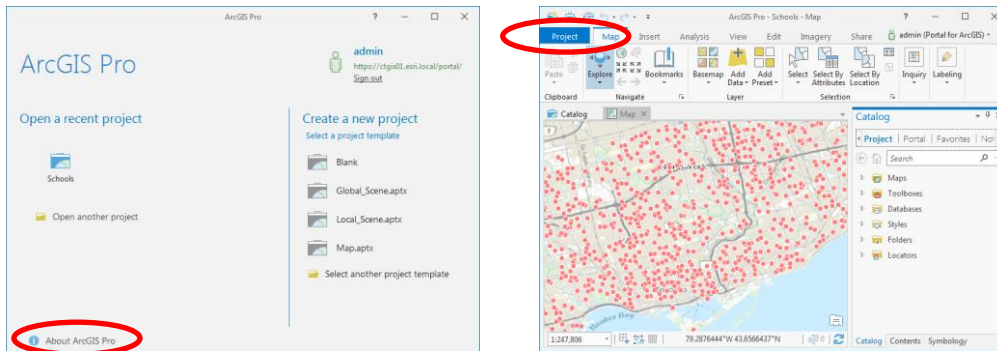 ArcGIS Pro
? – □ ×
ArcGIS Pro
admin
https://ctgis01.esri.local/portal/
Sign out
Open a recent project
Schools
Open another project
Create a new project
Select a project template
Blank
Global_Scene.aptx
Local_Scene.aptx
Map.aptx
Select another project template
About ArcGIS Pro
ArcGIS Pro - Schools - Map
? – □ ×
Project Map Insert Analysis View Edit Imagery Share admin (Portal for ArcGIS)
Paste Explore Bookmarks Basemap Add Data Add Preset Select Select By Attributes Select By Location Inquiry Labeling
Clipboard Navigate Layer Selection
Catalog Map ×
Catalog
Project Portal Favorites Not
Search
Maps
Toolboxes
Databases
Styles
Folders
Locators
7
Humber Bay
1:247,806 79.2876444°W 43.6566437°N 0
Catalog Contents Symbology